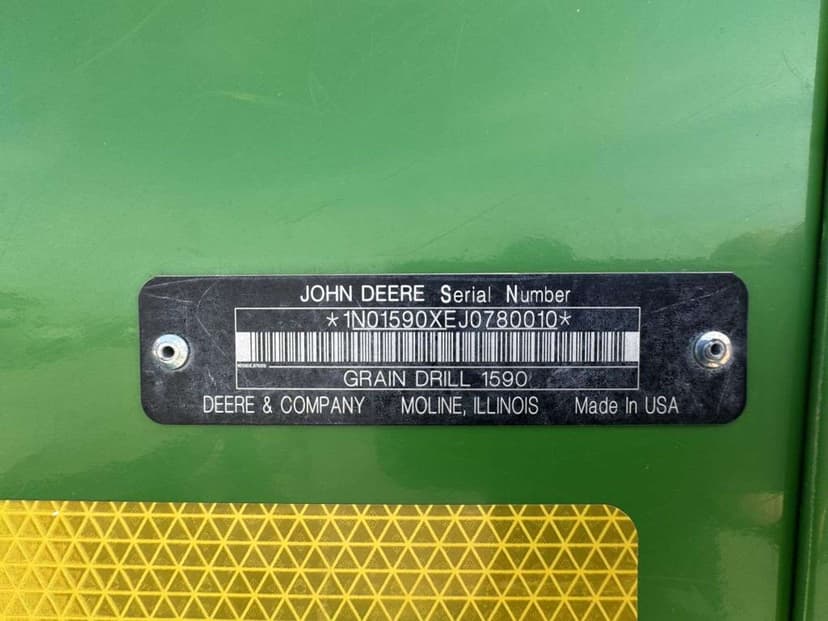 JOHN DEERE Serial Number
*1N01590XEJ0780010*
GRAIN DRILL 1590
DEERE & COMPANY MOLINE, ILLINOIS Made In USA